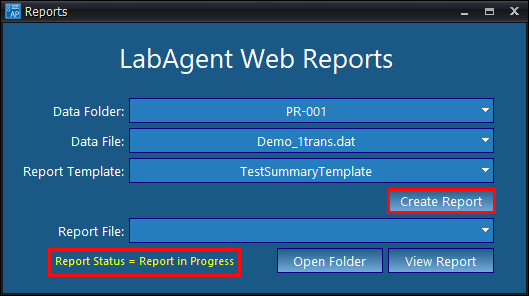 AP
Reports
LabAgent Web Reports
Data Folder: PR-001
Data File: Demo_1trans.dat
Report Template: TestSummaryTemplate
Create Report
Report File:
Report Status = Report in Progress
Open Folder
View Report